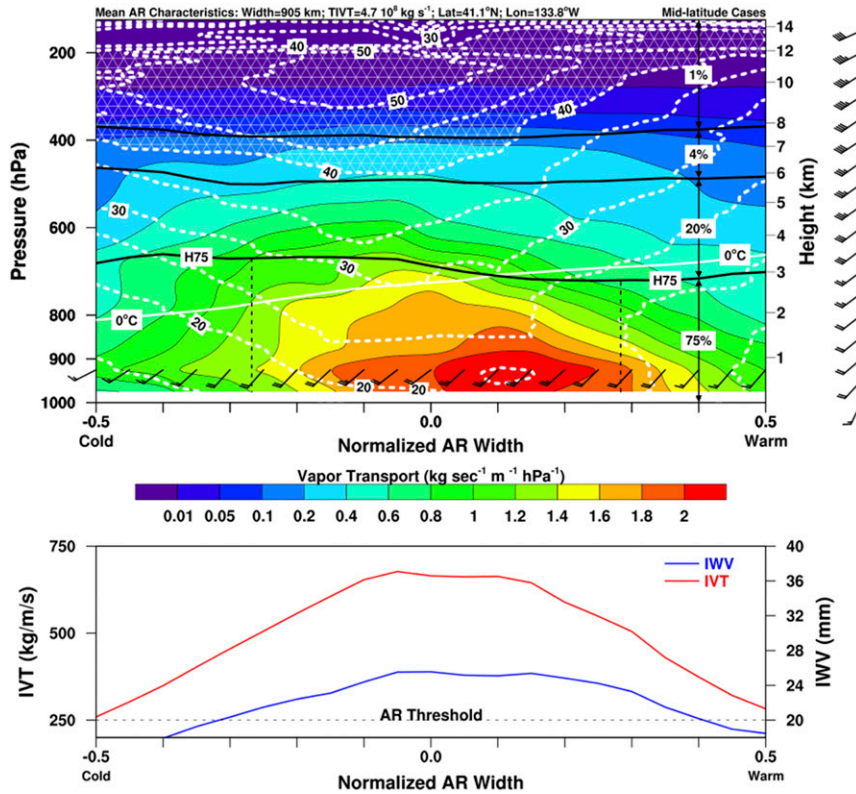 Mean AR Characteristics: Width=905 km; TIVT=4.7 10⁸ kg s⁻¹; Lat=41.1°N; Lon=133.8°W
Mid-latitude Cases
Pressure (hPa)
200
400
600
800
900
1000
Height (km)
14
12
10
8
7
6
5
4
3
2
1
30
40
50
50
40
40
30
30
30
20
20
20
1%
4%
20%
75%
H75
H75
0°C
0°C
-0.5
0.0
0.5
Cold
Normalized AR Width
Warm
Vapor Transport (kg sec⁻¹ m⁻¹ hPa⁻¹)
0.01 0.05 0.1 0.2 0.4 0.6 0.8 1 1.2 1.4 1.6 1.8 2
IVT (kg/m/s)
750
500
250
IWV (mm)
40
36
32
28
24
20
IWV
IVT
AR Threshold
-0.5
0.0
0.5
Cold
Normalized AR Width
Warm